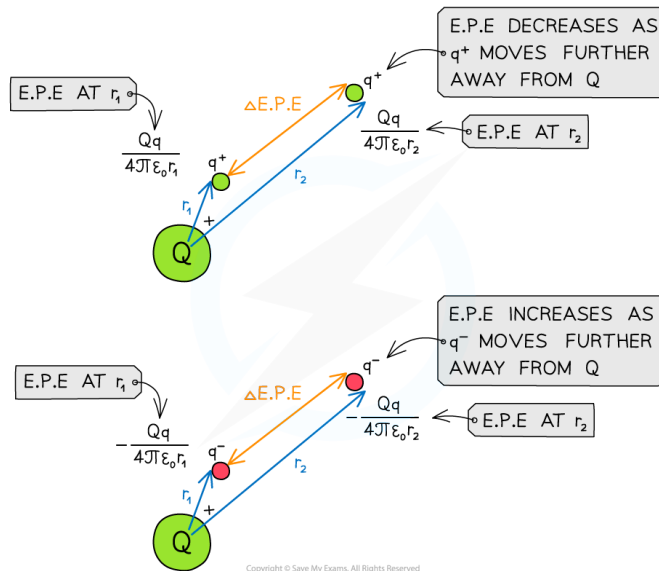 E.P.E DECREASES AS
q⁺ MOVES FURTHER
AWAY FROM Q
E.P.E AT r₁
q⁺
ΔE.P.E
Qq
4πε₀r₁
Qq
4πε₀r₂
E.P.E AT r₂
q⁺
r₁
r₂
+
Q
E.P.E INCREASES AS
q⁻ MOVES FURTHER
AWAY FROM Q
E.P.E AT r₁
q⁻
ΔE.P.E
- Qq
4πε₀r₁
- Qq
4πε₀r₂
E.P.E AT r₂
q⁻
r₁
r₂
+
Q
Copyright © Save My Exams. All Rights Reserved